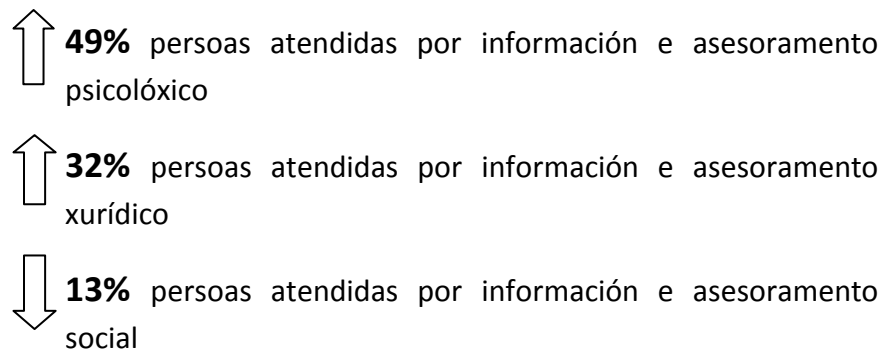 49% persoas atendidas por información e asesoramento
psicolóxico
32% persoas atendidas por información e asesoramento
xurídico
13% persoas atendidas por información e asesoramento
social